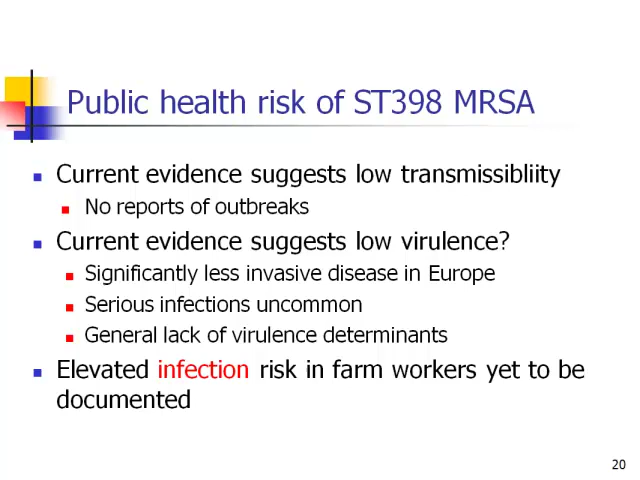 Public health risk of ST398 MRSA
Current evidence suggests low transmissibliity
No reports of outbreaks
Current evidence suggests low virulence?
Significantly less invasive disease in Europe
Serious infections uncommon
General lack of virulence determinants
Elevated infection risk in farm workers yet to be
documented
20